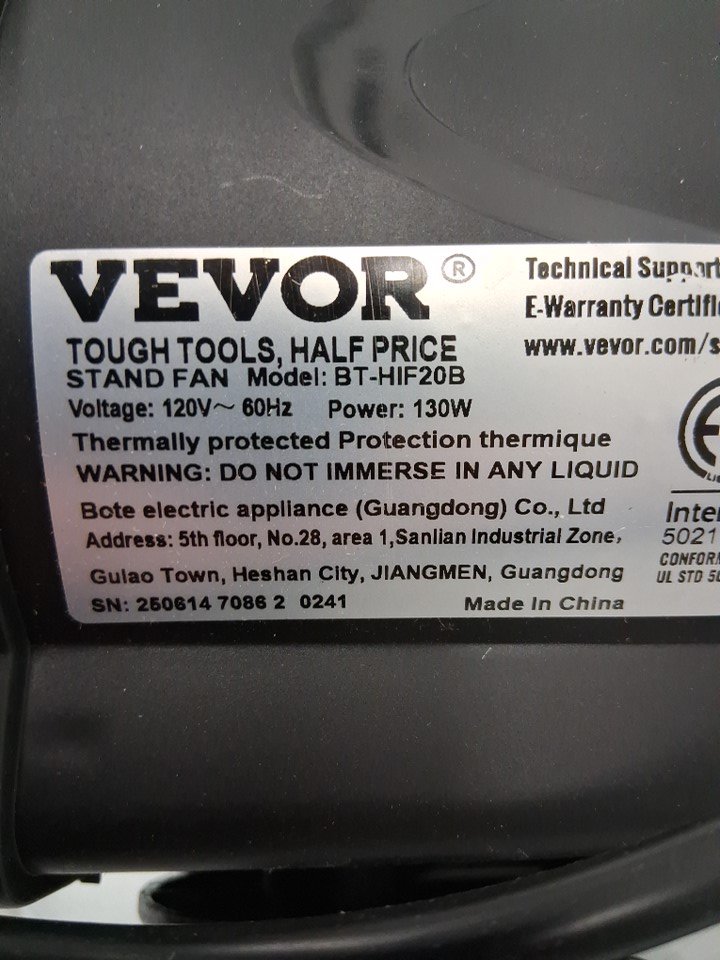 VEVOR®
TOUGH TOOLS, HALF PRICE
STAND FAN Model: BT-HIF20B
Voltage: 120V~ 60Hz Power: 130W
Thermally protected Protection thermique
WARNING: DO NOT IMMERSE IN ANY LIQUID
Bote electric appliance (Guangdong) Co., Ltd
Address: 5th floor, No.28, area 1,Sanlian Industrial Zone,
Gulao Town, Heshan City, JIANGMEN, Guangdong
SN: 250614 7086 2 0241 Made In China
Technical Support
E-Warranty Certifi
www.vevor.com/s
Inter
5021
CONFOR
UL STD 50